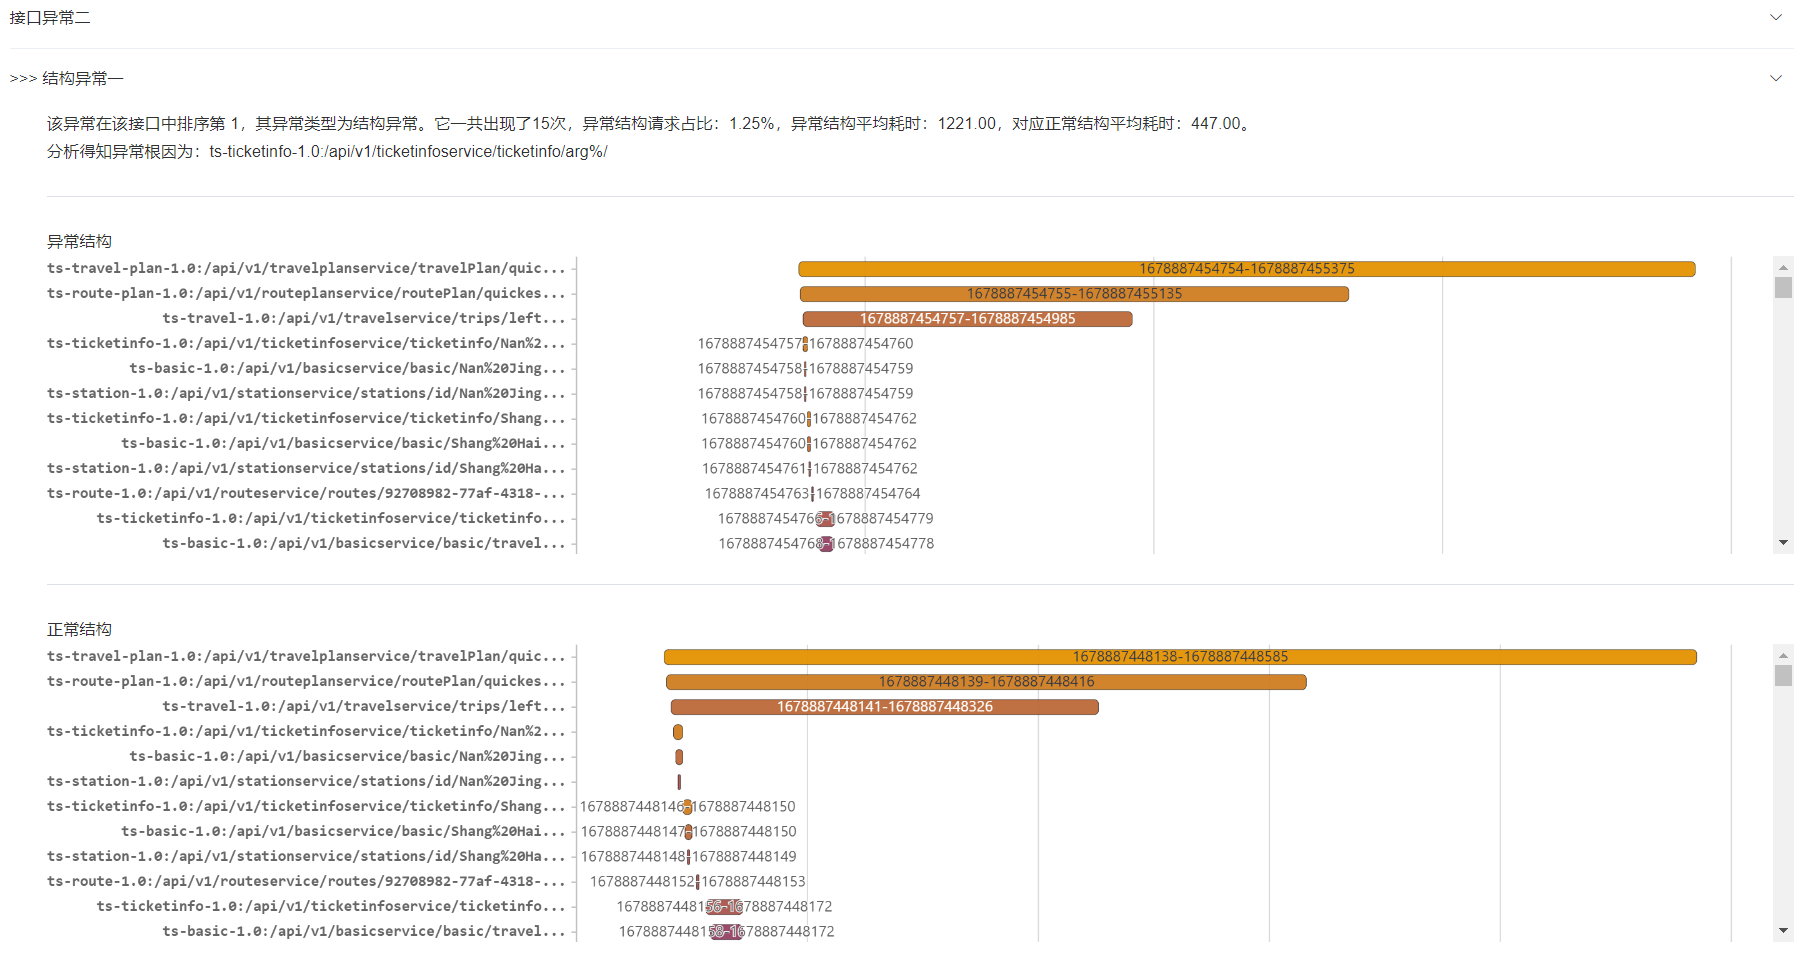 接口异常二
>>> 结构异常一
该异常在该接口中排序第 1，其异常类型为结构异常。它一共出现了15次，异常结构请求占比：1.25%，异常结构平均耗时：1221.00，对应正常结构平均耗时：447.00。
分析得知异常根因为：ts-ticketinfo-1.0:/api/v1/ticketinfoservice/ticketinfo/arg%/
异常结构
ts-travel-plan-1.0:/api/v1/travelplanservice/travelPlan/quic... 1678887454754-1678887455375
ts-route-plan-1.0:/api/v1/routeplanservice/routePlan/quickes... 1678887454755-1678887455135
ts-travel-1.0:/api/v1/travelservice/trips/left... 1678887454757-1678887454985
ts-ticketinfo-1.0:/api/v1/ticketinfoservice/ticketinfo/Nan%2... 1678887454757-1678887454760
ts-basic-1.0:/api/v1/basicservice/basic/Nan%20Jing... 1678887454758-1678887454759
ts-station-1.0:/api/v1/stationservice/stations/id/Nan%20Jing... 1678887454758-1678887454759
ts-ticketinfo-1.0:/api/v1/ticketinfoservice/ticketinfo/Shang... 1678887454760-1678887454762
ts-basic-1.0:/api/v1/basicservice/basic/Shang%20Hai... 1678887454760-1678887454762
ts-station-1.0:/api/v1/stationservice/stations/id/Shang%20Ha... 1678887454761-1678887454762
ts-route-1.0:/api/v1/routeservice/routes/92708982-77af-4318-... 1678887454763-1678887454764
ts-ticketinfo-1.0:/api/v1/ticketinfoservice/ticketinfo... 1678887454766-1678887454779
ts-basic-1.0:/api/v1/basicservice/basic/travel... 1678887454768-1678887454778
正常结构
ts-travel-plan-1.0:/api/v1/travelplanservice/travelPlan/quic... 1678887448138-1678887448585
ts-route-plan-1.0:/api/v1/routeplanservice/routePlan/quickes... 1678887448139-1678887448416
ts-travel-1.0:/api/v1/travelservice/trips/left... 1678887448141-1678887448326
ts-ticketinfo-1.0:/api/v1/ticketinfoservice/ticketinfo/Nan%2...
ts-basic-1.0:/api/v1/basicservice/basic/Nan%20Jing...
ts-station-1.0:/api/v1/stationservice/stations/id/Nan%20Jing...
ts-ticketinfo-1.0:/api/v1/ticketinfoservice/ticketinfo/Shang... 1678887448146-1678887448150
ts-basic-1.0:/api/v1/basicservice/basic/Shang%20Hai... 1678887448147-1678887448150
ts-station-1.0:/api/v1/stationservice/stations/id/Shang%20Ha... 1678887448148-1678887448149
ts-route-1.0:/api/v1/routeservice/routes/92708982-77af-4318-... 1678887448152-1678887448153
ts-ticketinfo-1.0:/api/v1/ticketinfoservice/ticketinfo... 1678887448156-1678887448172
ts-basic-1.0:/api/v1/basicservice/basic/travel... 1678887448158-1678887448172